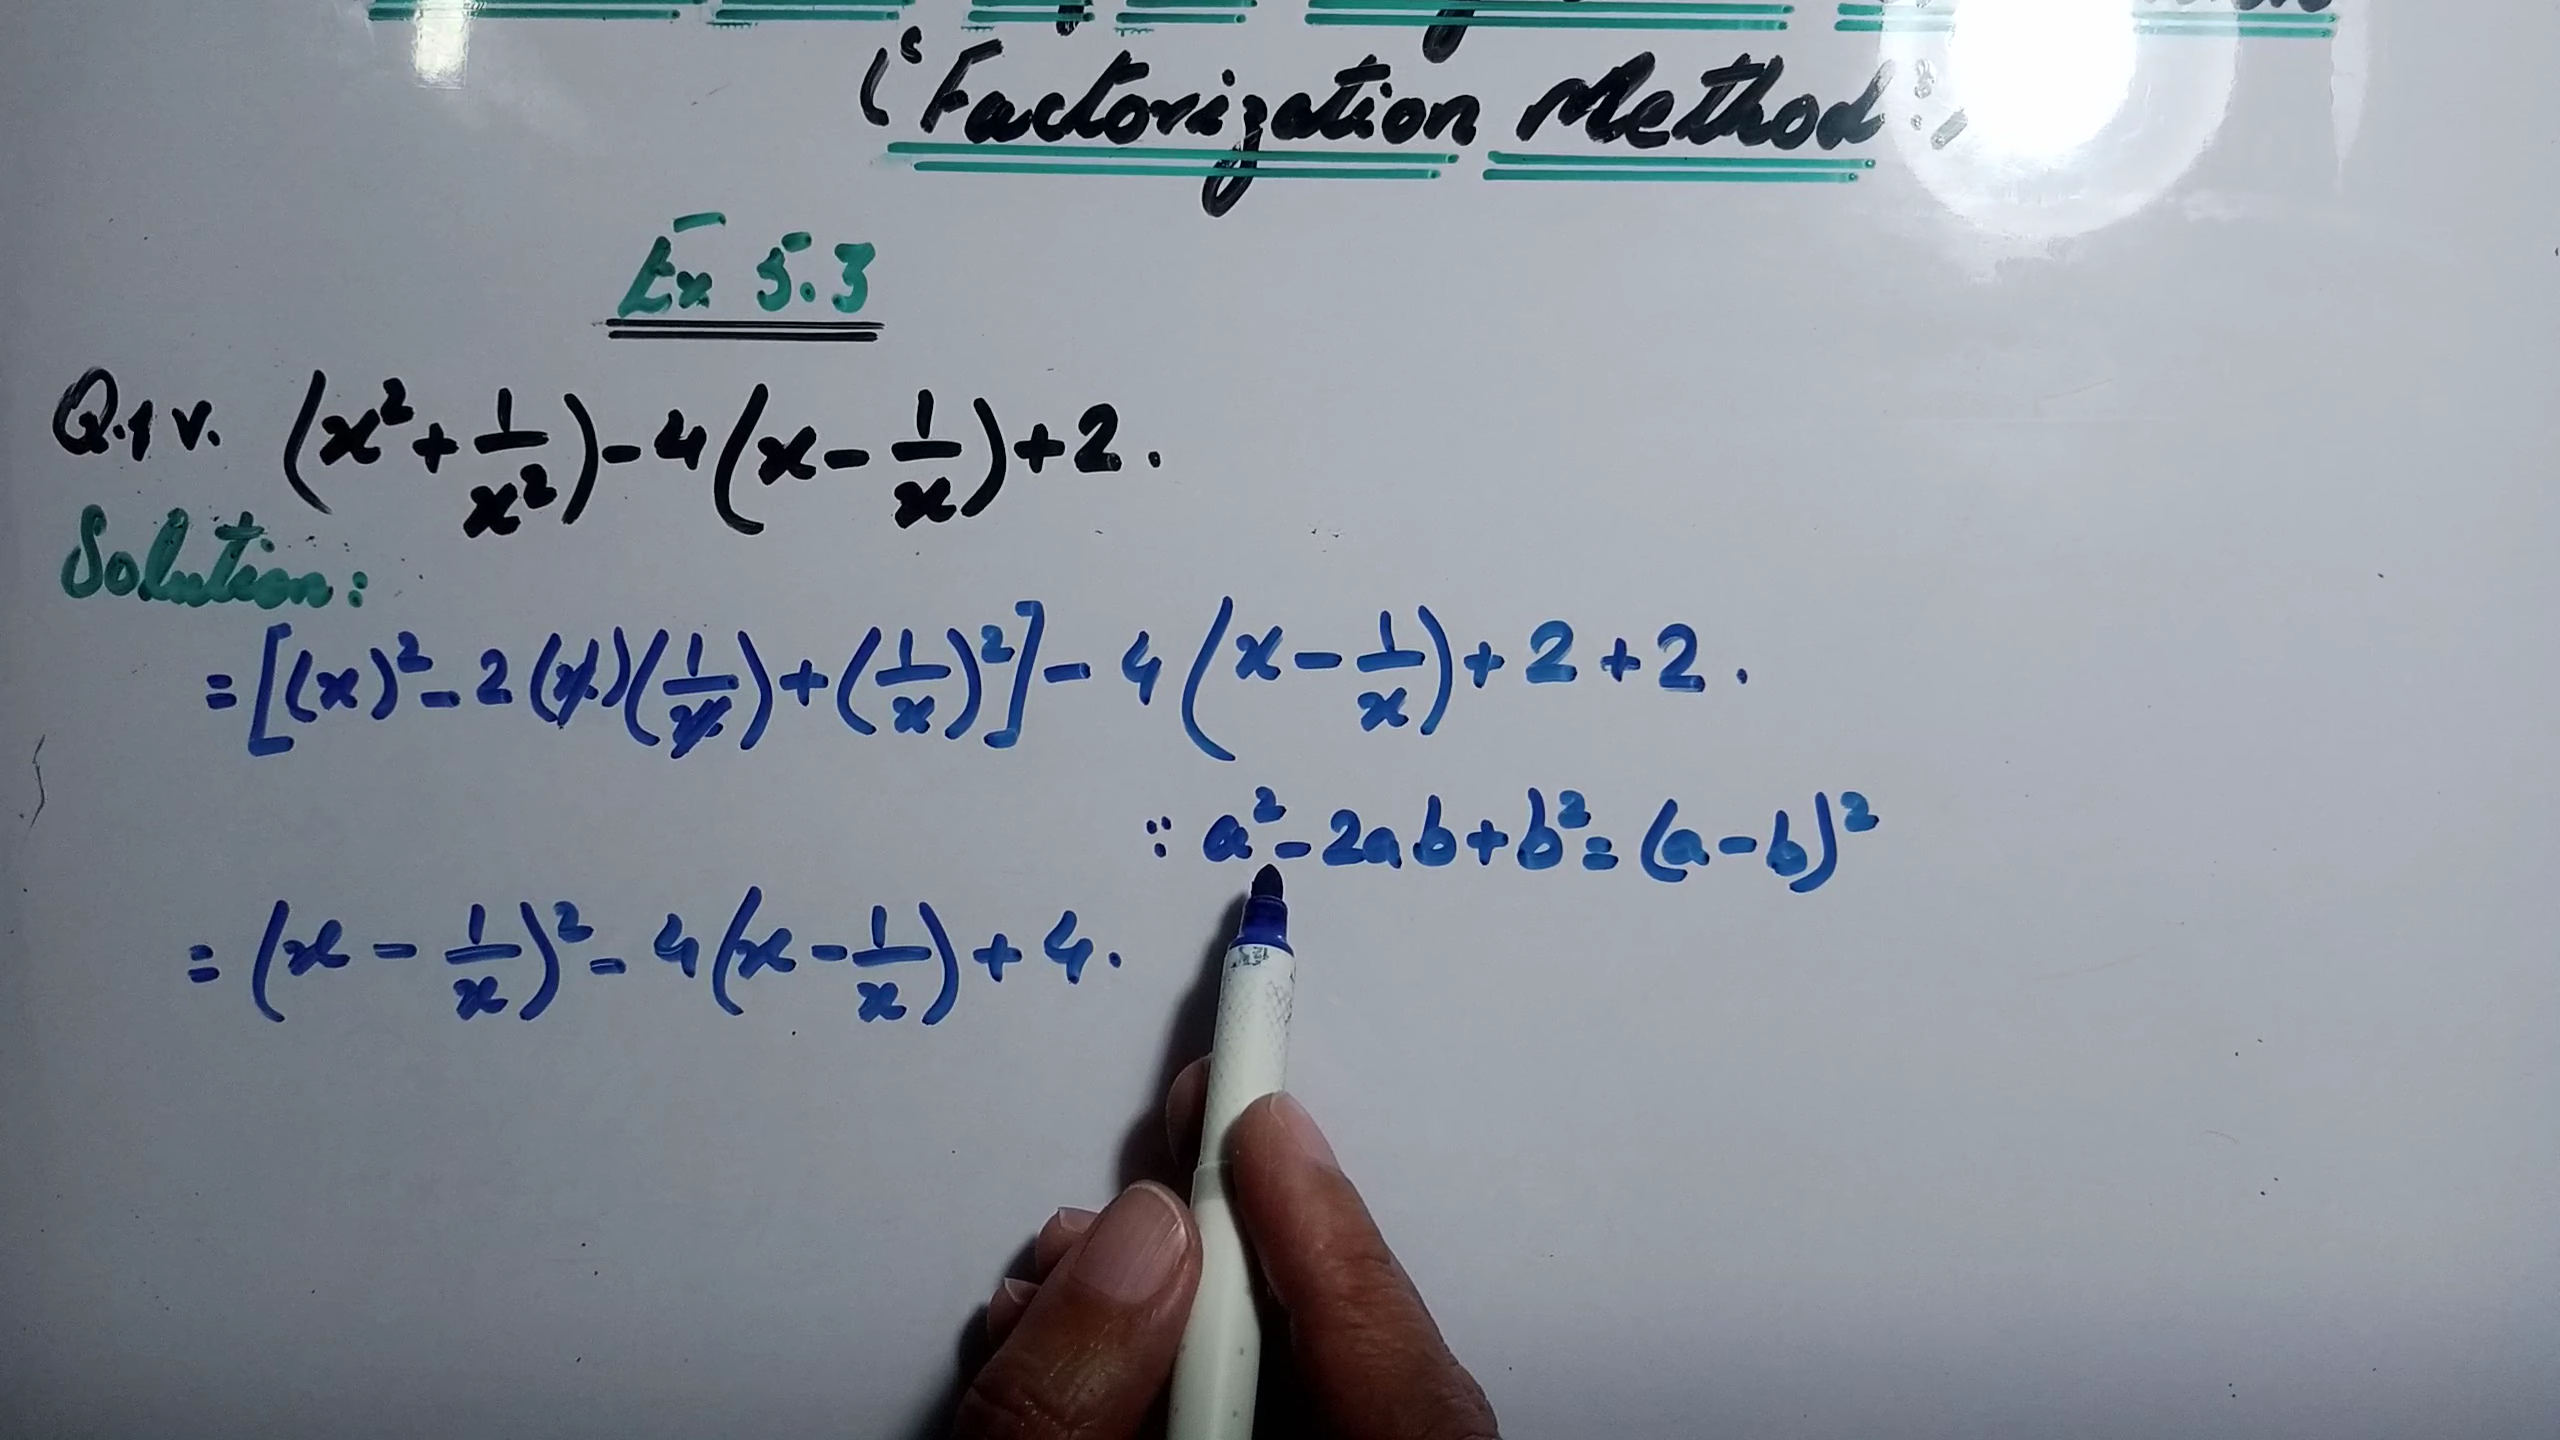 (“Factorization Method”)
Ex 5.3
Q.1 v. (x² + 1/x²) - 4(x - 1/x) + 2.
Solution:
= [(x)² - 2(x)(1/x) + (1/x)²] - 4(x - 1/x) + 2 + 2.
∵ a² - 2ab + b² = (a - b)²
= (x - 1/x)² - 4(x - 1/x) + 4.